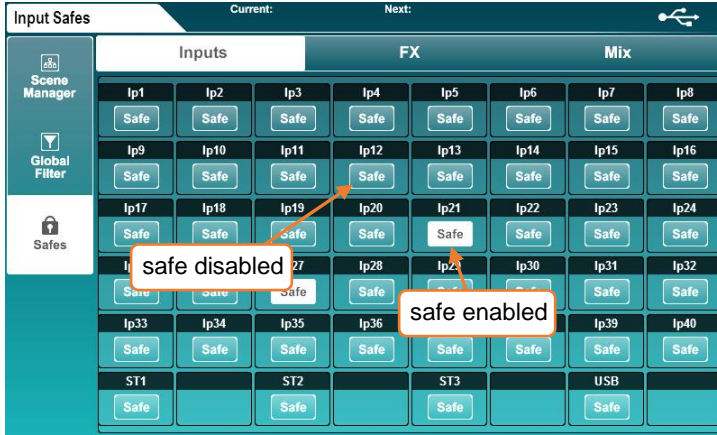 Input Safes
Current: Next:
Inputs FX Mix
Scene
Manager
Global
Filter
Safes
Ip1 Ip2 Ip3 Ip4 Ip5 Ip6 Ip7 Ip8
Safe Safe Safe Safe Safe Safe Safe Safe
Ip9 Ip10 Ip11 Ip12 Ip13 Ip14 Ip15 Ip16
Safe Safe Safe Safe Safe Safe Safe Safe
Ip17 Ip18 Ip19 Ip20 Ip21 Ip22 Ip23 Ip24
Safe Safe Safe Safe Safe Safe Safe Safe
safe disabled
27 Ip28 Ip29 Ip30 Ip31 Ip32
Safe Safe Safe Safe Safe Safe
safe enabled
Ip33 Ip34 Ip35 Ip36 Ip39 Ip40
Safe Safe Safe Safe Safe Safe Safe Safe
ST1 ST2 ST3 USB
Safe Safe Safe Safe